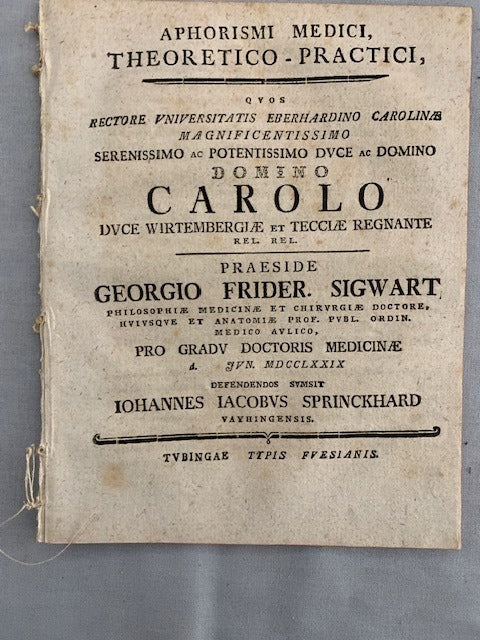 APHORISMI MEDICI,
THEORETICO-PRACTICI,
QVOS
RECTORE VNIVERSITATIS EBERHARDINO CAROLINÆ
MAGNIFICENTISSIMO
SERENISSIMO AC POTENTISSIMO DVCE AC DOMINO
DOMINO
CAROLO
DVCE WIRTEMBERGIÆ ET TECCIÆ REGNANTE
REL. REL.
PRAESIDE
GEORGIO FRIDER. SIGWART,
PHILOSOPHIÆ MEDICINÆ ET CHIRVRGIÆ DOCTORE,
HVIVSQVE ET ANATOMIÆ PROF. PVBL. ORDIN.
MEDICO AVLICO,
PRO GRADV DOCTORIS MEDICINÆ
d. JVN. MDCCLXXIX
DEFENDENDOS SVMSIT
IOHANNES IACOBVS SPRINCKHARD
VAYHINGENSIS.
TVBINGAE TYPIS FVESIANIS.